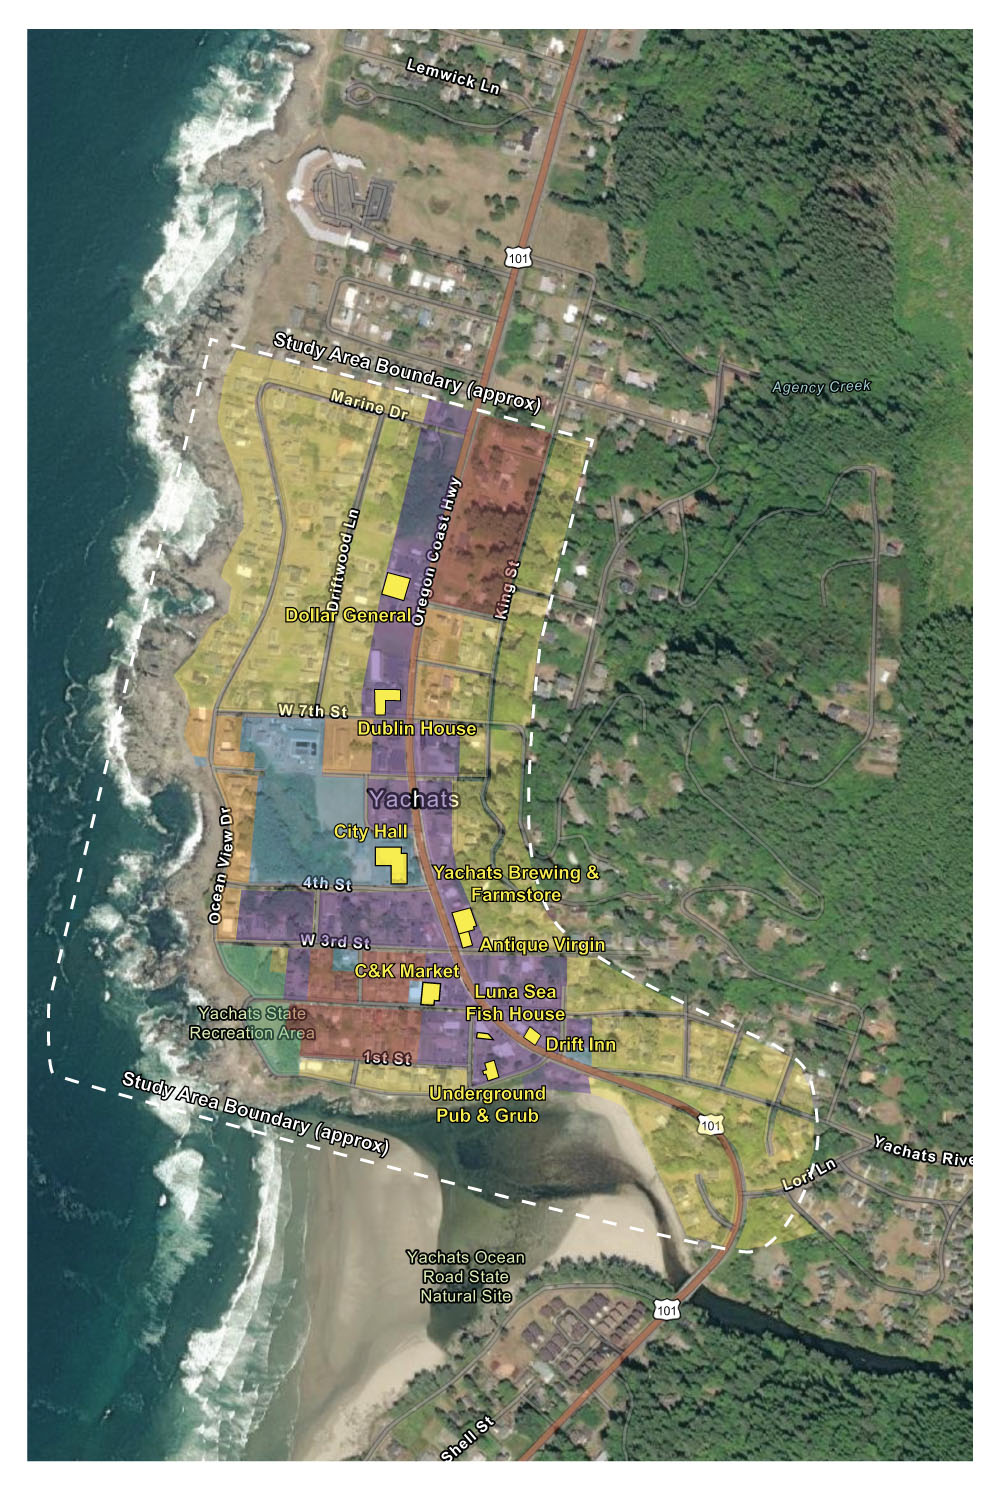 Lemwick Ln
101
Study Area Boundary (approx)
Agency Creek
Marine Dr
Oregon Coast Hwy
Driftwood Ln
King St
Dollar General
W 7th St
Dublin House
Yachats
Ocean View Dr
City Hall
4th St
Yachats Brewing &
Farmstore
W 3rd St
Antique Virgin
C&K Market
Luna Sea
Fish House
Yachats State
Recreation Area
Drift Inn
1st St
Underground
Pub & Grub
Study Area Boundary (approx)
101
Yachats Rive
Lori Ln
Yachats Ocean
Road State
Natural Site
101
Shell St